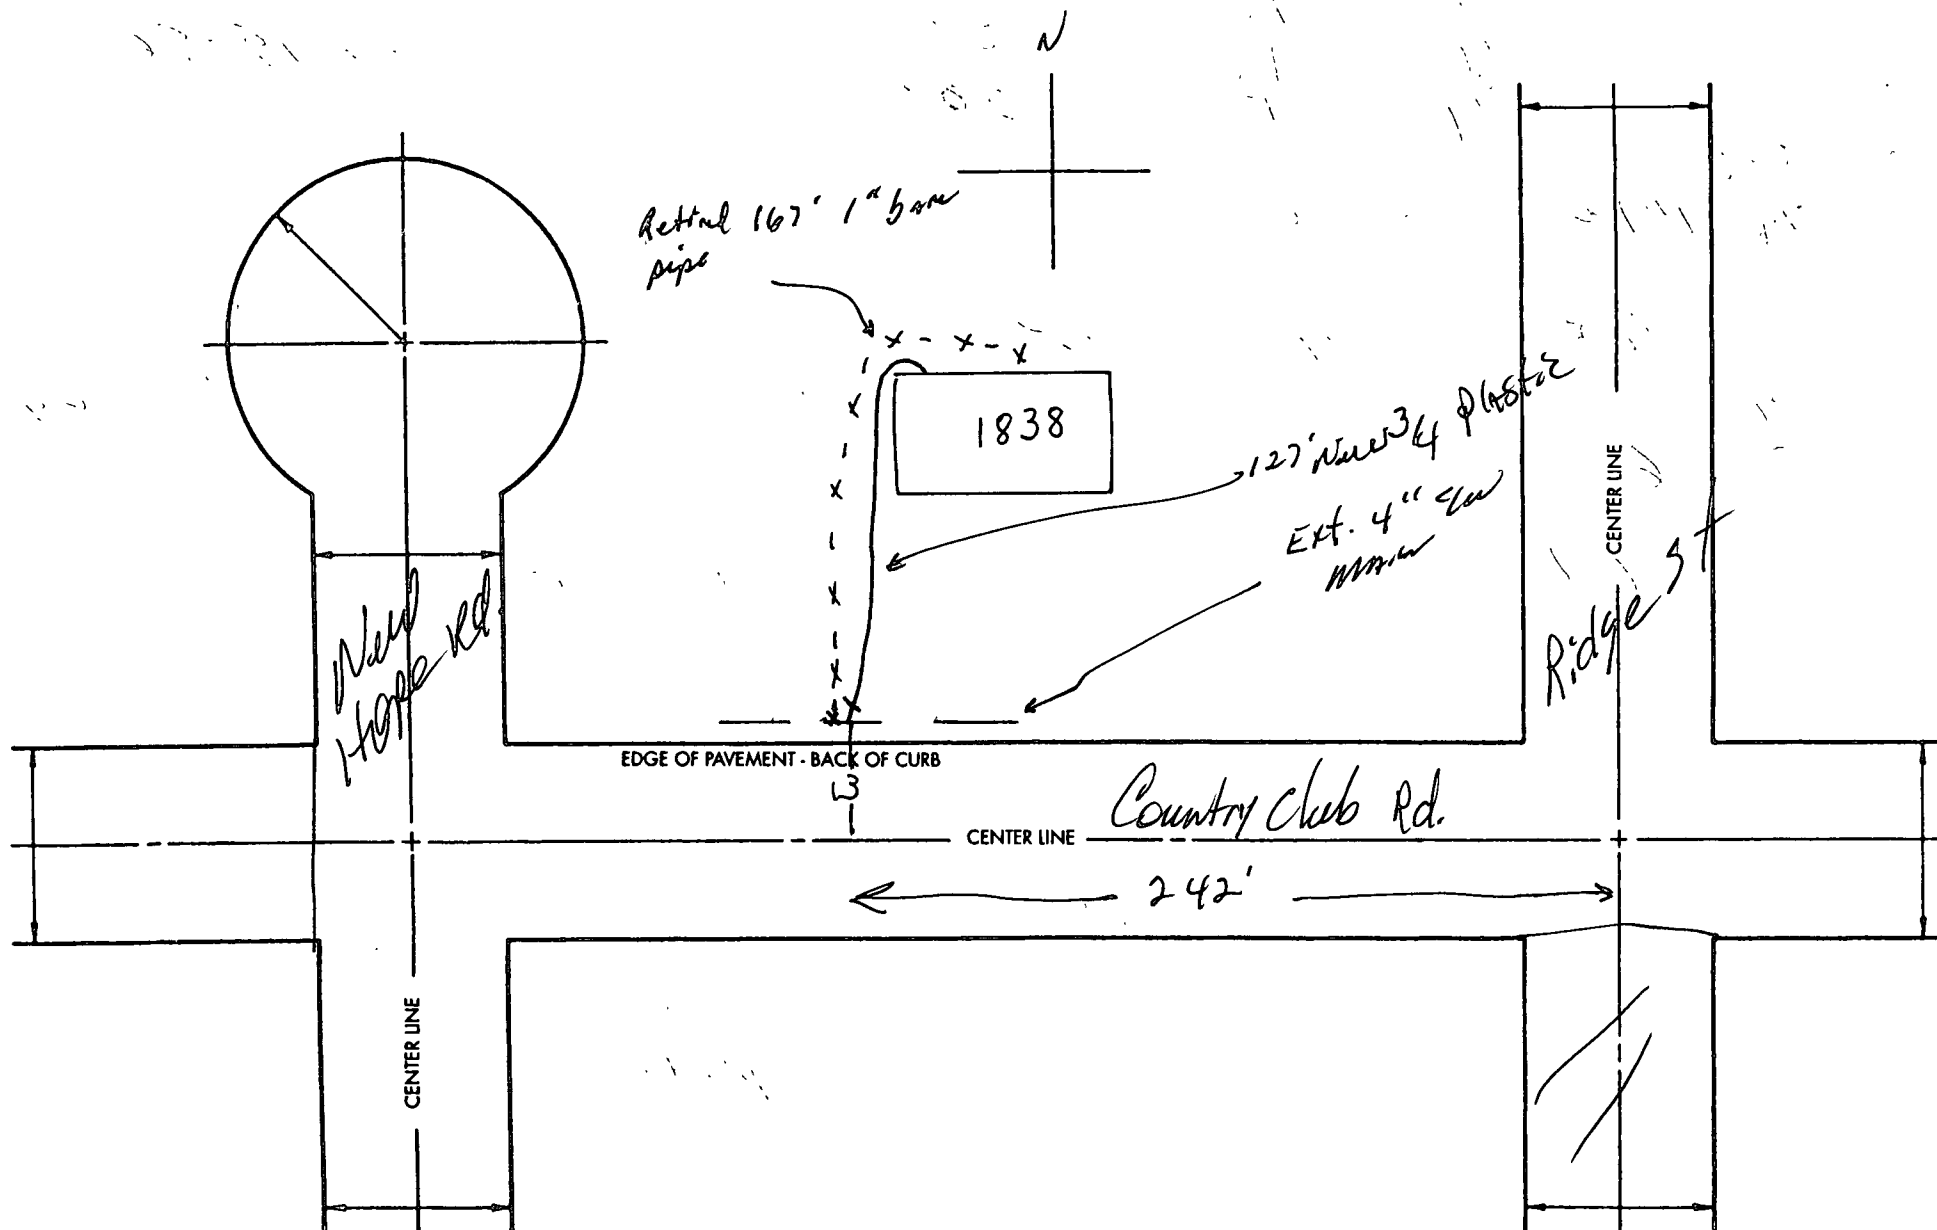 N
Retired 167' 1" bare
pipe
1838
127' New 3/4 plastic
Ext. 4"
main
CENTER LINE
Ridge St
New
Hope Rd
EDGE OF PAVEMENT - BACK OF CURB
Country Club Rd.
CENTER LINE
242'
CENTER LINE